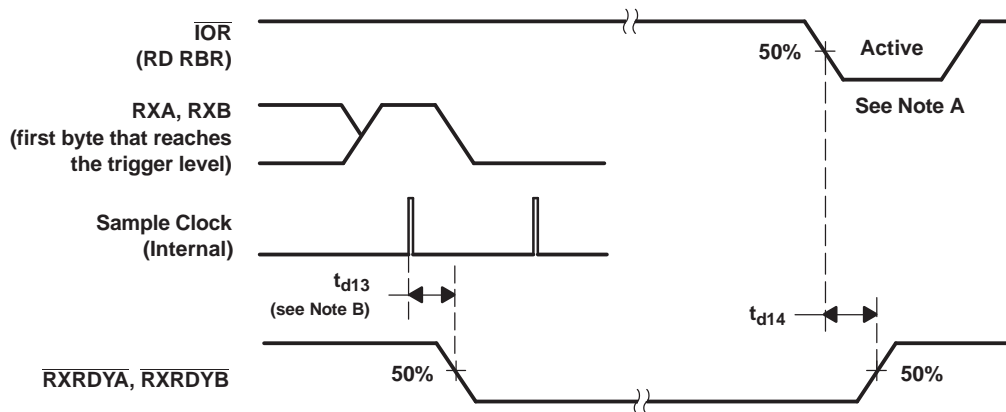 IOR
(RD RBR)
50%
Active
See Note A
RXA, RXB
(first byte that reaches
the trigger level)
Sample Clock
(Internal)
td13
(see Note B)
td14
RXRDYA, RXRDYB
50%
50%